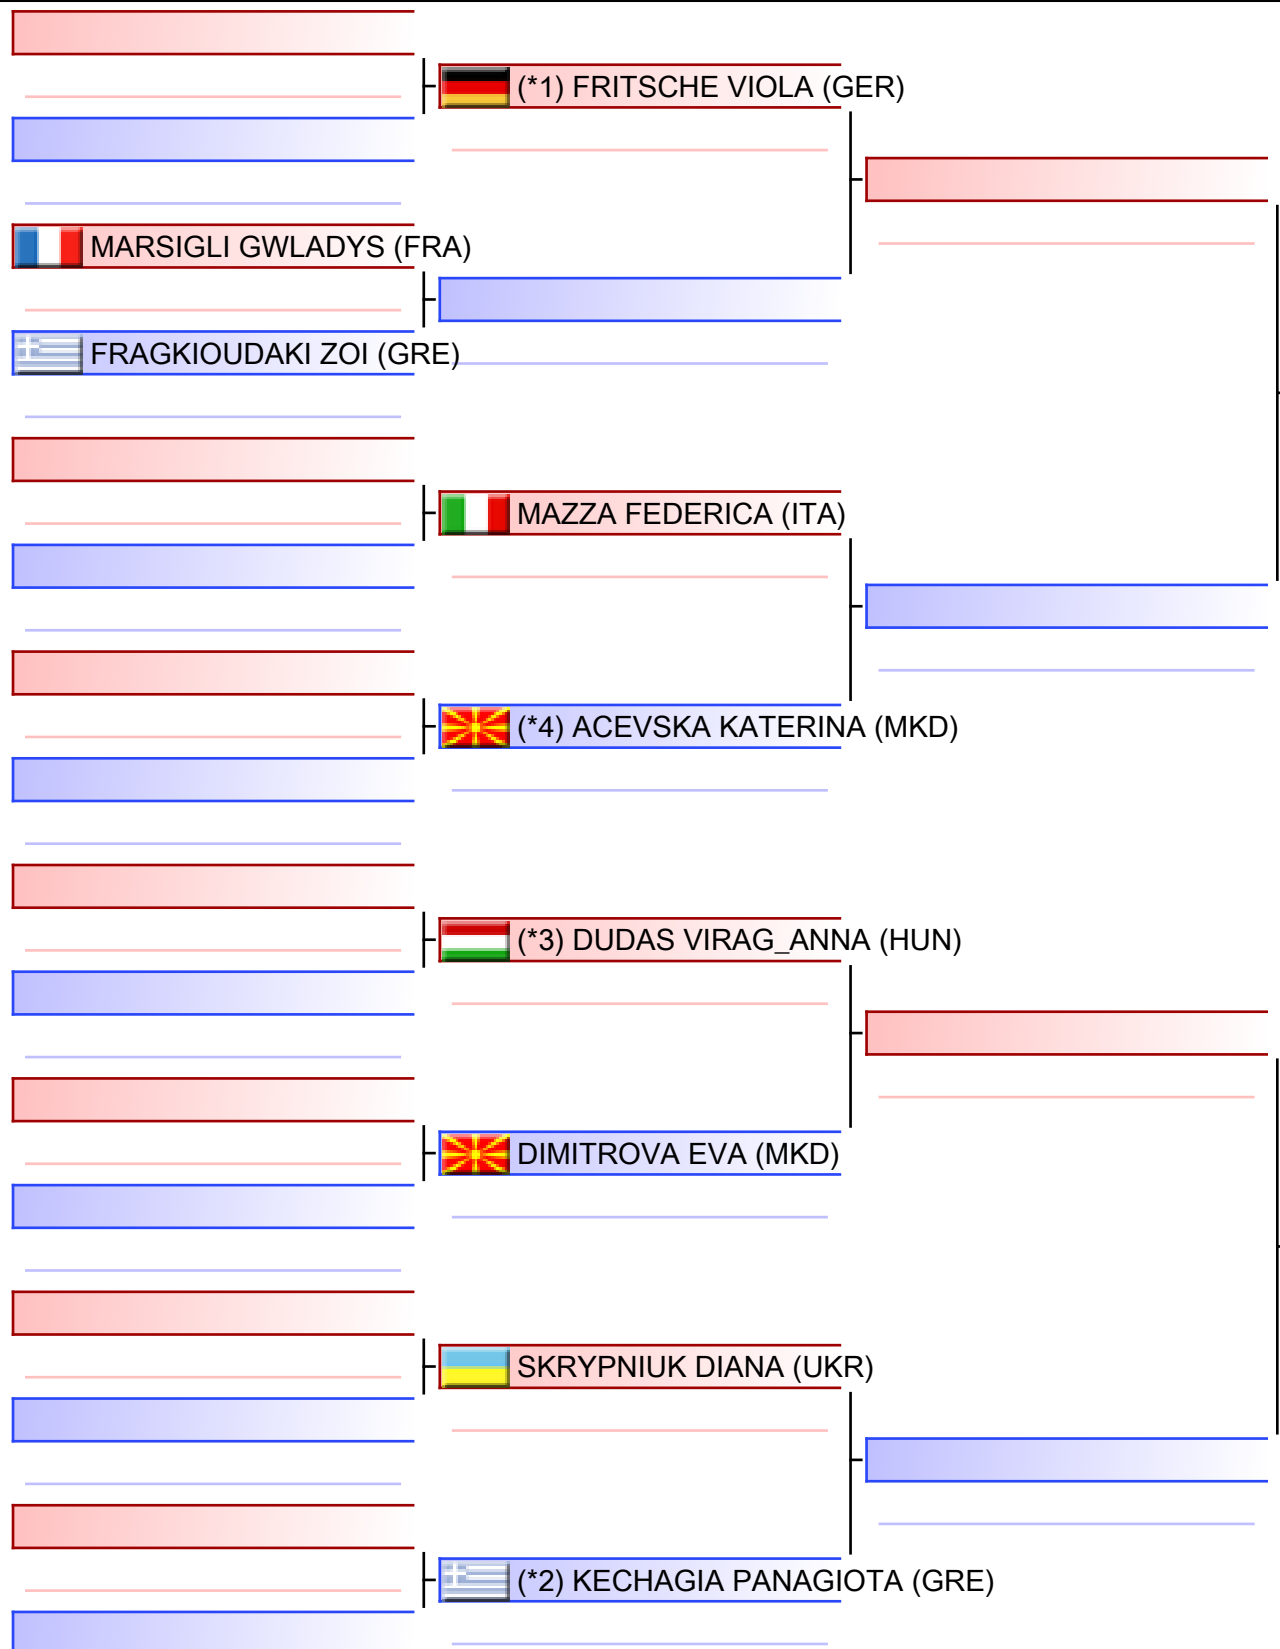 (*1) FRITSCHE VIOLA (GER)
MARSIGLI GWLADYS (FRA)
FRAGKIOUDAKI ZOI (GRE)
MAZZA FEDERICA (ITA)
(*4) ACEVSKA KATERINA (MKD)
(*3) DUDAS VIRAG_ANNA (HUN)
DIMITROVA EVA (MKD)
SKRYPNIUK DIANA (UKR)
(*2) KECHAGIA PANAGIOTA (GRE)